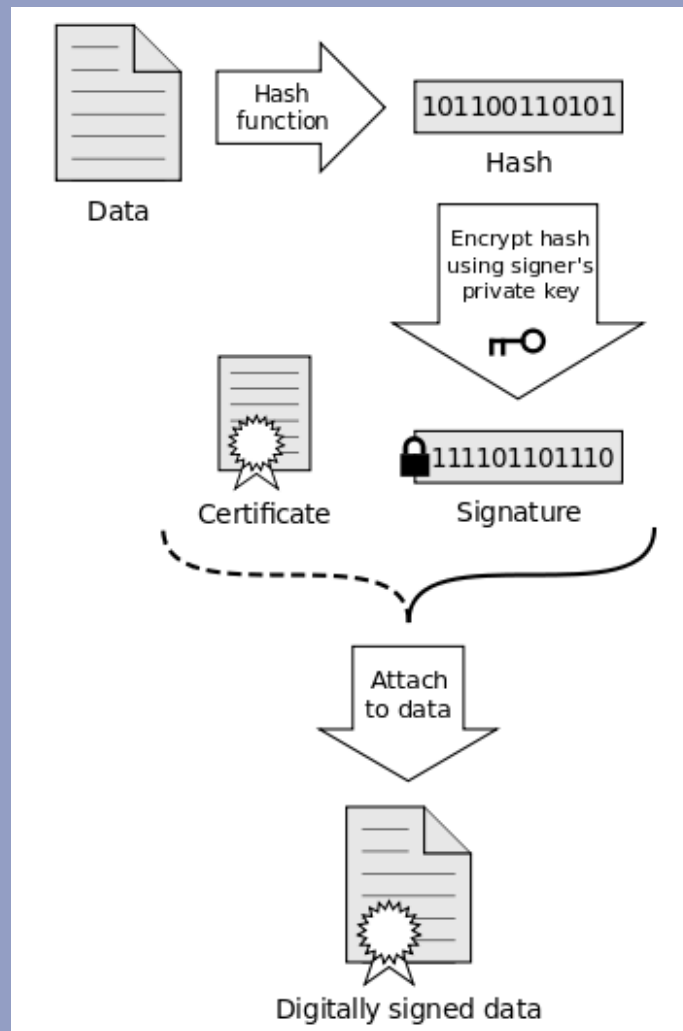 Hash
function
101100110101
Hash
Data
Encrypt hash
using signer's
private key
111101101110
Certificate
Signature
Attach
to data
Digitally signed data